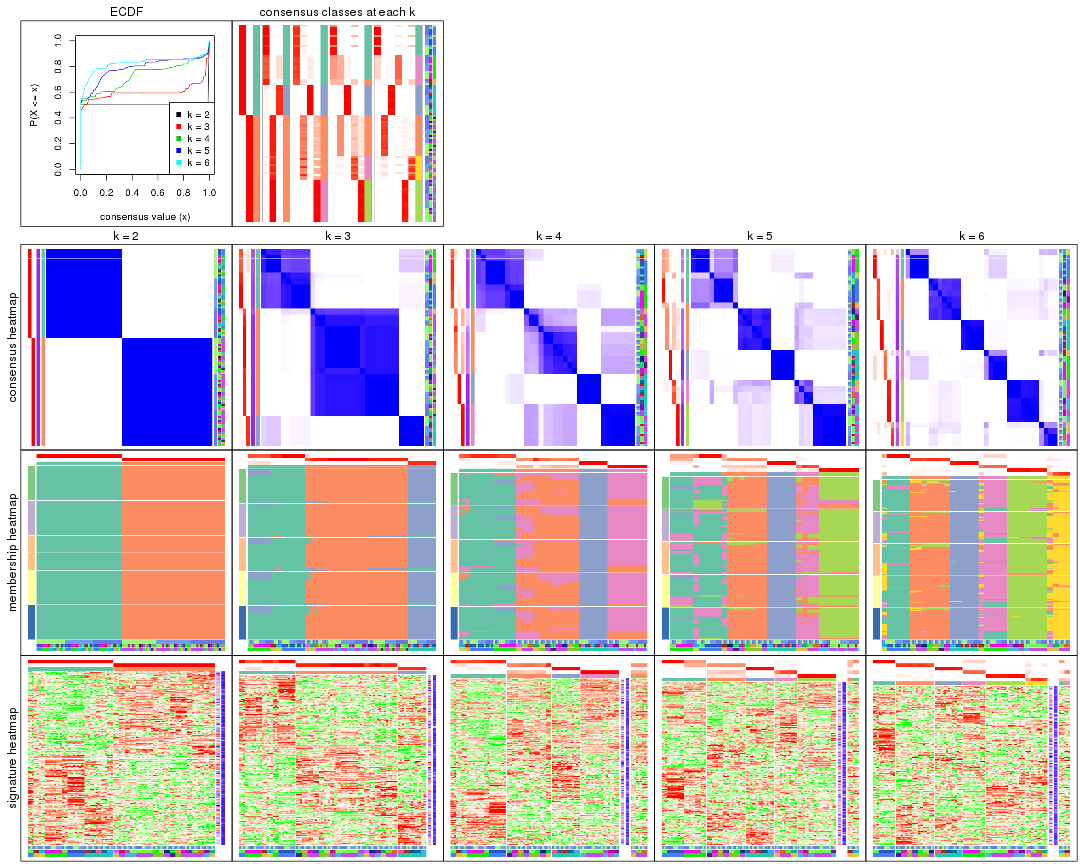 ECDF
consensus classes at each k
P(X <= x)
0.0
0.2
0.4
0.6
0.8
1.0
k = 2
k = 3
k = 4
k = 5
k = 6
0.0 0.2 0.4 0.6 0.8 1.0
consensus value (x)
k = 2
k = 3
k = 4
k = 5
k = 6
consensus heatmap
membership heatmap
signature heatmap